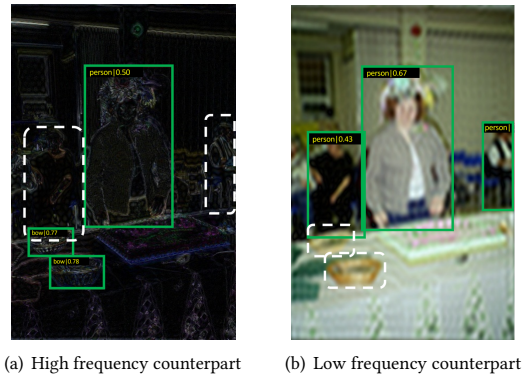 person|0.50
bow|0.77
bow|0.78
person|0.67
person|0.43
person|
(a) High frequency counterpart
(b) Low frequency counterpart